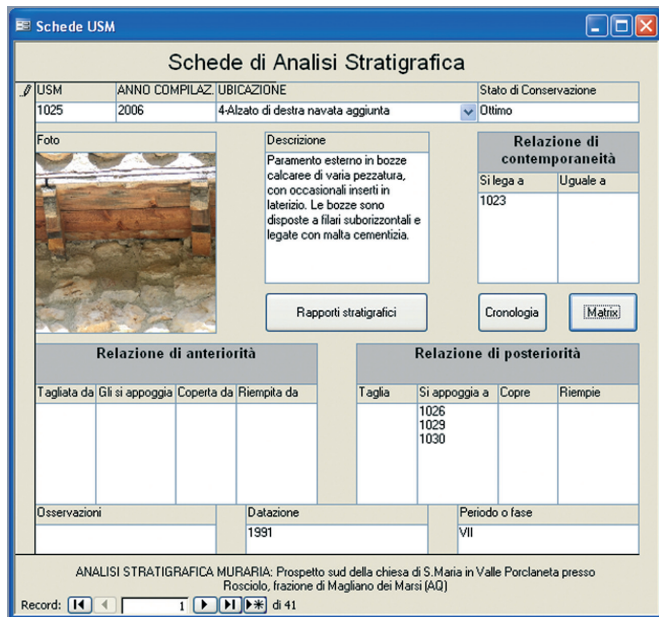 Schede USM
Schede di Analisi Stratigrafica
USM ANNO COMPILAZ. UBICAZIONE Stato di Conservazione
1025 2006 4-Alzato di destra navata aggiunta Ottimo
Foto
Descrizione
Paramento esterno in bozze
calcaree di varia pezzatura,
con occasionali inserti in
laterizio. Le bozze sono
disposte a filari suborizzontali e
legate con malta cementizia.
Relazione di
contemporaneità
Si lega a Uguale a
1023
Rapporti stratigrafici
Cronologia
Matrix
Relazione di anteriorità
Tagliata da Gli si appoggia Coperta da Riempita da
Relazione di posteriorità
Taglia Si appoggia a Copre Riempie
1026
1029
1030
Osservazioni Datazione Periodo o fase
1991 VII
ANALISI STRATIGRAFICA MURARIA: Prospetto sud della chiesa di S.Maria in Valle Porclaneta presso
Rosciolo, frazione di Magliano dei Marsi (AQ)
Record: 1 di 41